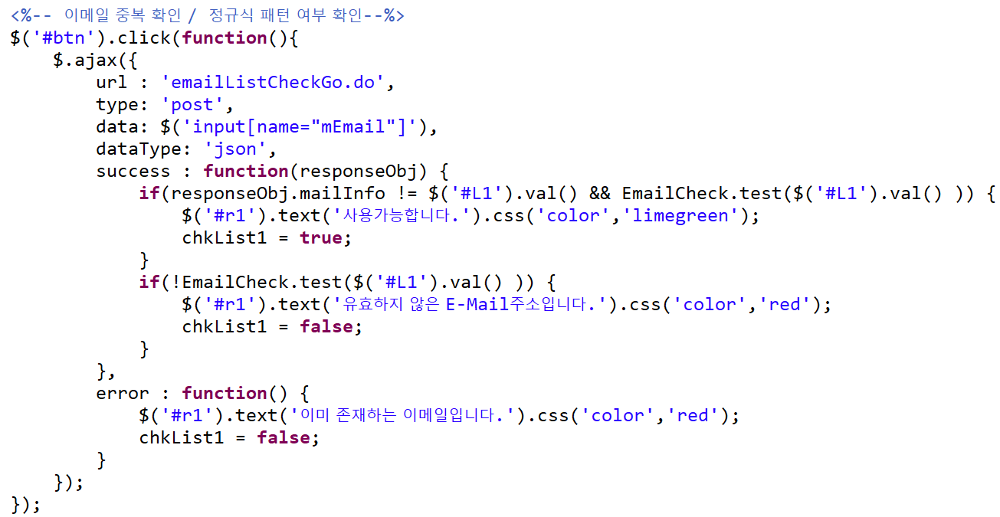 <%-- 이메일 중복 확인 / 정규식 패턴 여부 확인--%>
$('#btn').click(function(){
    $.ajax({
        url : 'emailListCheckGo.do',
        type: 'post',
        data: $('input[name="mEmail"]'),
        dataType: 'json',
        success : function(responseObj) {
            if(responseObj.mailInfo != $('#L1').val() && EmailCheck.test($('#L1').val() )) {
                $('#r1').text('사용가능합니다.').css('color','limegreen');
                chkList1 = true;
            }
            if(!EmailCheck.test($('#L1').val() )) {
                $('#r1').text('유효하지 않은 E-Mail주소입니다.').css('color','red');
                chkList1 = false;
            }
        },
        error : function() {
            $('#r1').text('이미 존재하는 이메일입니다.').css('color','red');
            chkList1 = false;
        }
    });
});